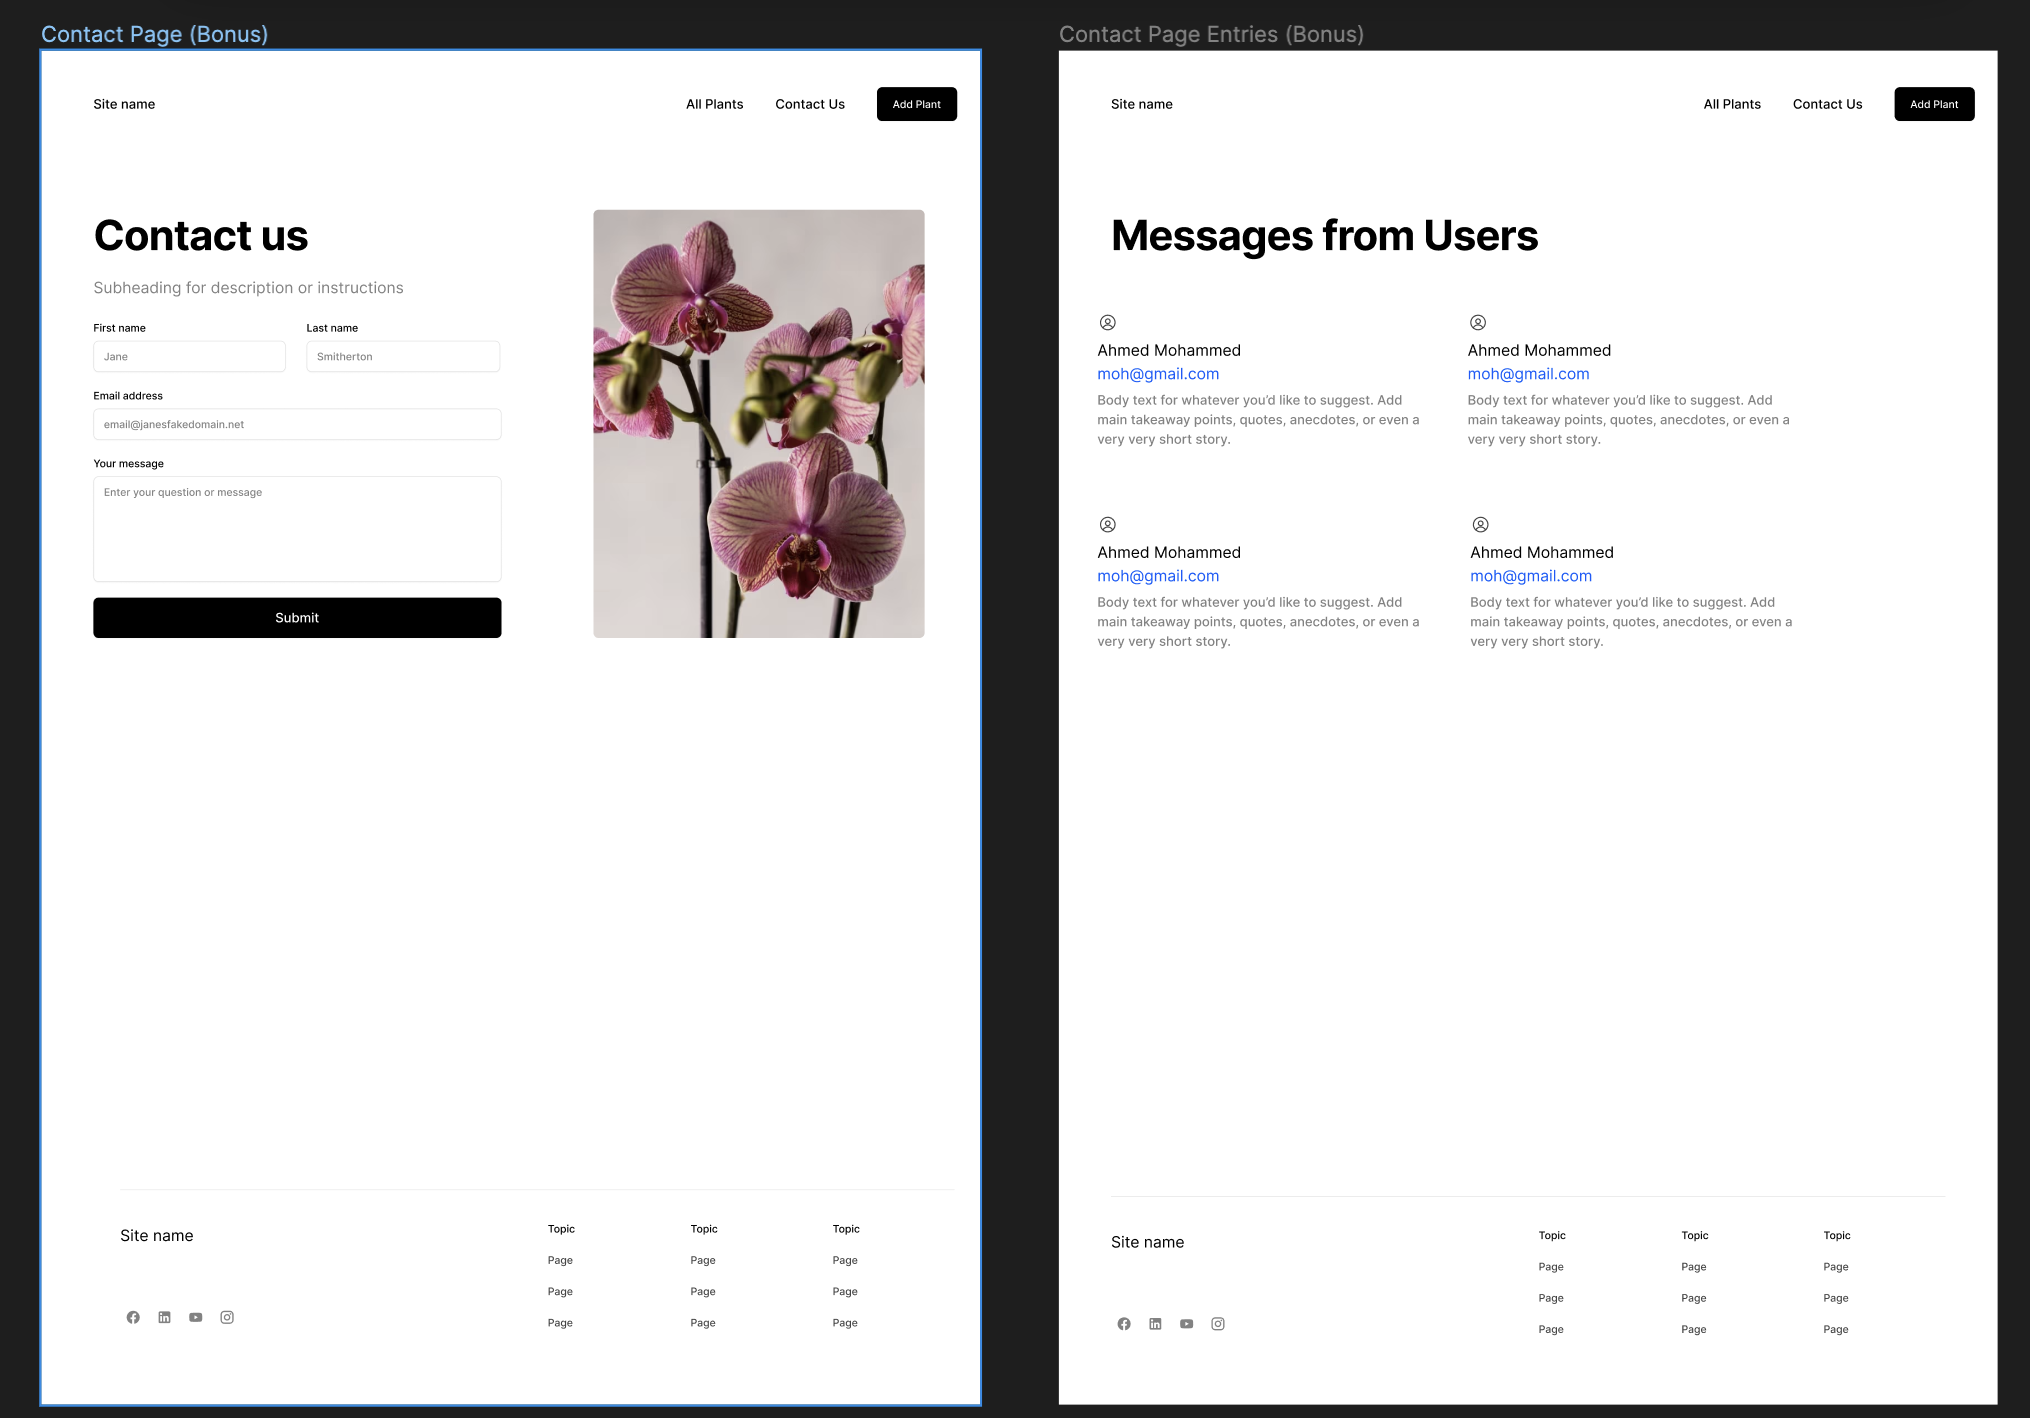 Contact Page (Bonus)
Site name
All Plants
Contact Us
Add Plant
Contact us
Subheading for description or instructions
First name
Last name
Jane
Smitherton
Email address
email@janesfakedomain.net
Your message
Enter your question or message
Submit
Site name
Topic
Topic
Topic
Page
Page
Page
Page
Page
Page
Page
Page
Page
Contact Page Entries (Bonus)
Site name
All Plants
Contact Us
Add Plant
Messages from Users
Ahmed Mohammed
moh@gmail.com
Body text for whatever you'd like to suggest. Add
main takeaway points, quotes, anecdotes, or even a
very very short story.
Ahmed Mohammed
moh@gmail.com
Body text for whatever you'd like to suggest. Add
main takeaway points, quotes, anecdotes, or even a
very very short story.
Ahmed Mohammed
moh@gmail.com
Body text for whatever you'd like to suggest. Add
main takeaway points, quotes, anecdotes, or even a
very very short story.
Ahmed Mohammed
moh@gmail.com
Body text for whatever you'd like to suggest. Add
main takeaway points, quotes, anecdotes, or even a
very very short story.
Site name
Topic
Topic
Topic
Page
Page
Page
Page
Page
Page
Page
Page
Page